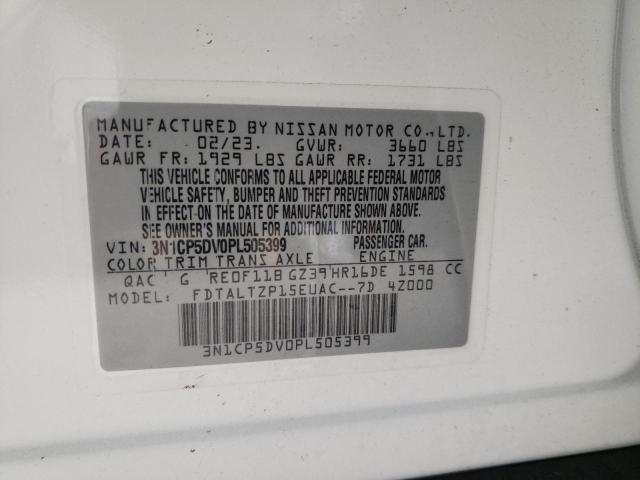 MANUFACTURED BY NISSAN MOTOR CO.,LTD.
DATE: 02/23. GVWR: 3660 LBS
GAWR FR: 1929 LBS GAWR RR: 1731 LBS
THIS VEHICLE CONFORMS TO ALL APPLICABLE FEDERAL MOTOR
VEHICLE SAFETY, BUMPER AND THEFT PREVENTION STANDARDS
IN EFFECT ON THE DATE OF MANUFACTURE SHOWN ABOVE.
SEE OWNER'S MANUAL FOR ADDITIONAL INFORMATION
VIN: 3N1CP5DV0PL505399 PASSENGER CAR.
COLOR TRIM TRANS AXLE ENGINE
QAC ' G 'RE0F11B GZ39'HR16DE 1598 CC
MODEL: FDTALTZP15EUAC--7D 4Z000
3N1CP5DV0PL505399